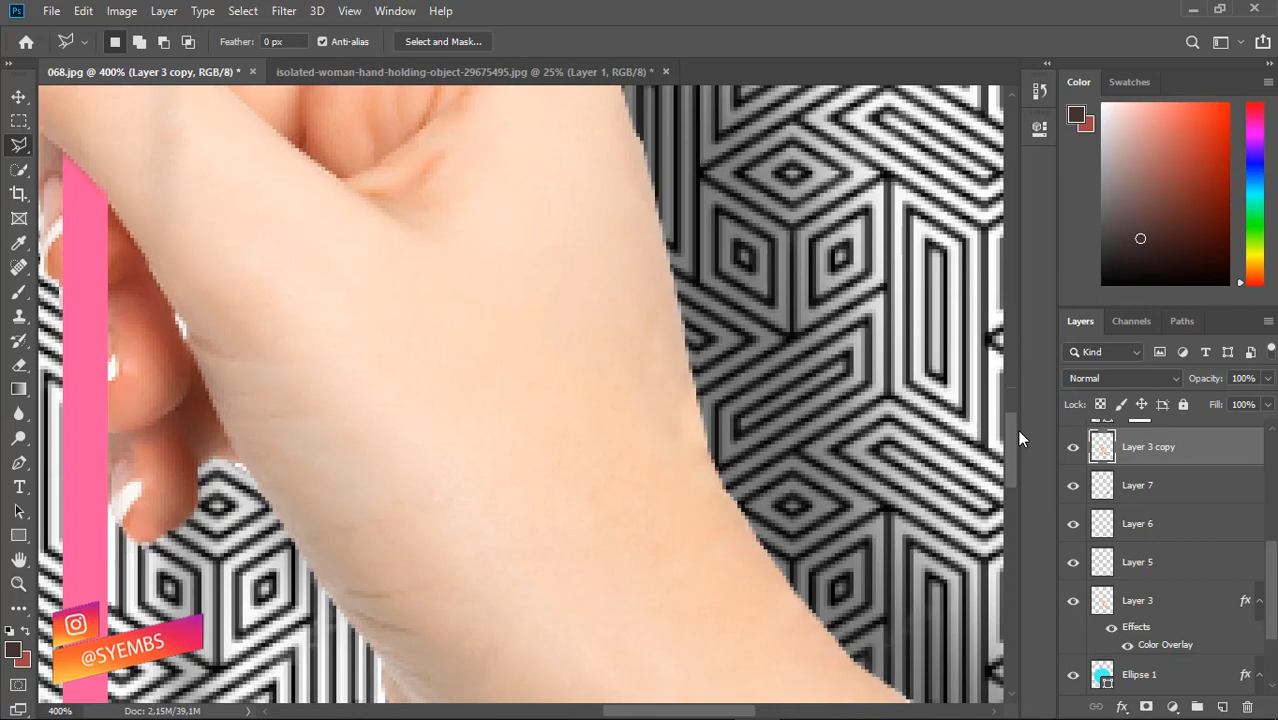 Ps File Edit Image Layer Type Select Filter 3D View Window Help
Feather: 0 px Anti-alias Select and Mask...
068.jpg @ 400% (Layer 3 copy, RGB/8) * isolated-woman-hand-holding-object-29675495.jpg @ 25% (Layer 1, RGB/8) *
Color Swatches
Layers Channels Paths
Kind
Normal Opacity: 100%
Lock: Fill: 100%
Layer 3 copy
Layer 7
Layer 6
Layer 5
Layer 3 fx
Effects
Color Overlay
Ellipse 1 fx
@SYEMBS
400% Doc: 2,15M/39,1M